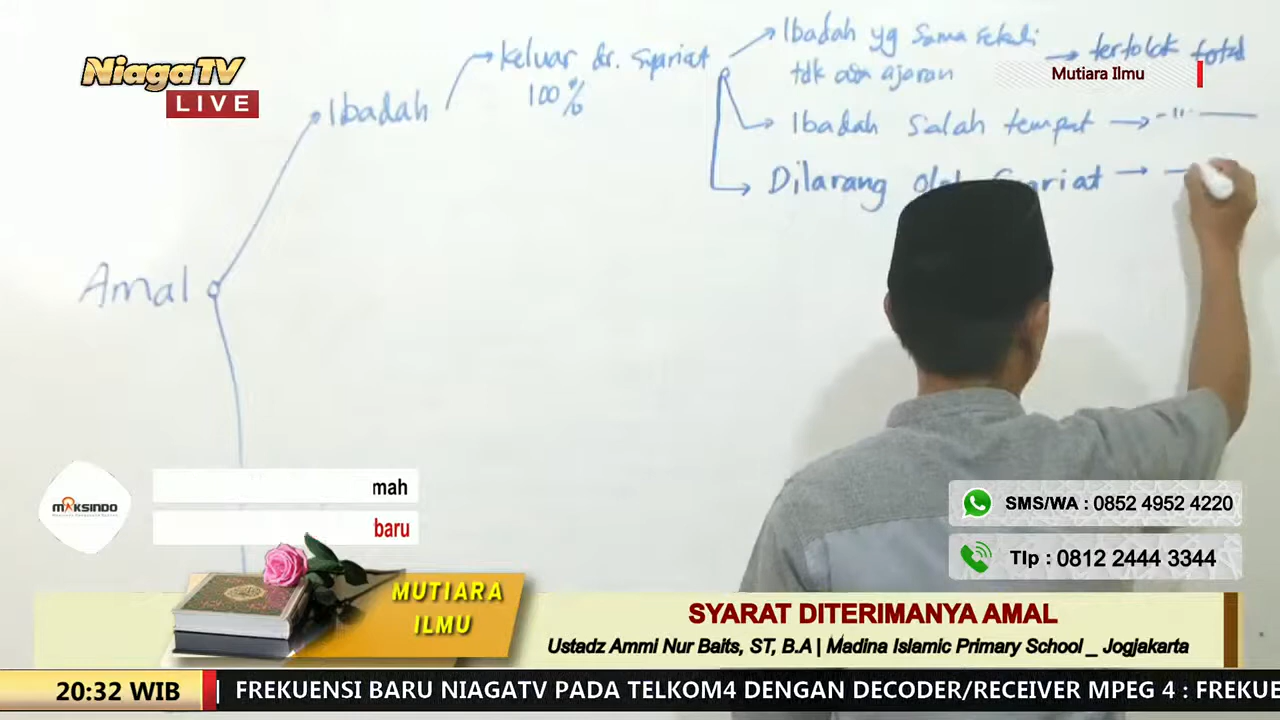 NiagaTV
LIVE
Mutiara Ilmu
Ibadah yg sama sekali
tdk ada ajaran
tertolak total
Keluar dr. syariat
100%
Ibadah
Ibadah salah tempat
-"-
Dilarang oleh Syariat
Amal
MAKSINDO
mah
baru
SMS/WA : 0852 4952 4220
Tlp : 0812 2444 3344
MUTIARA
ILMU
SYARAT DITERIMANYA AMAL
Ustadz Ammi Nur Baits, ST, B.A | Madina Islamic Primary School _ Jogjakarta
20:32 WIB
FREKUENSI BARU NIAGATV PADA TELKOM4 DENGAN DECODER/RECEIVER MPEG 4 : FREKUE